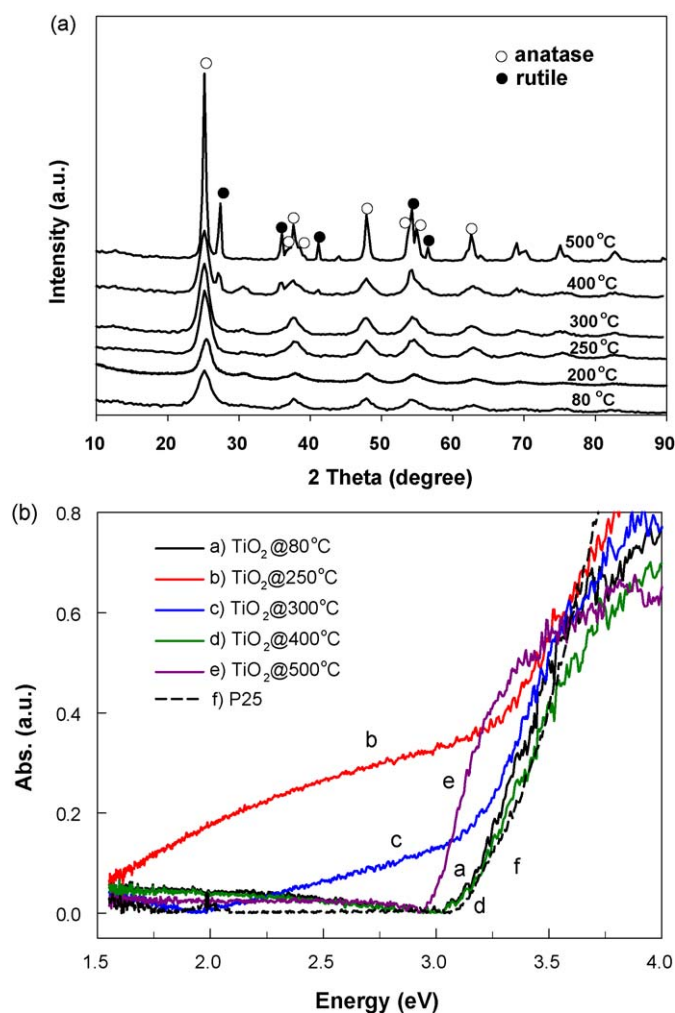 (a)
○ anatase
● rutile
Intensity (a.u.)
500 °C
400 °C
300 °C
250 °C
200 °C
80 °C
10 20 30 40 50 60 70 80 90
2 Theta (degree)
(b)
0.8
0.6
0.4
0.2
0.0
Abs. (a.u.)
a) TiO₂@80°C
b) TiO₂@250°C
c) TiO₂@300°C
d) TiO₂@400°C
e) TiO₂@500°C
f) P25
b
e
c
a
f
d
1.5 2.0 2.5 3.0 3.5 4.0
Energy (eV)